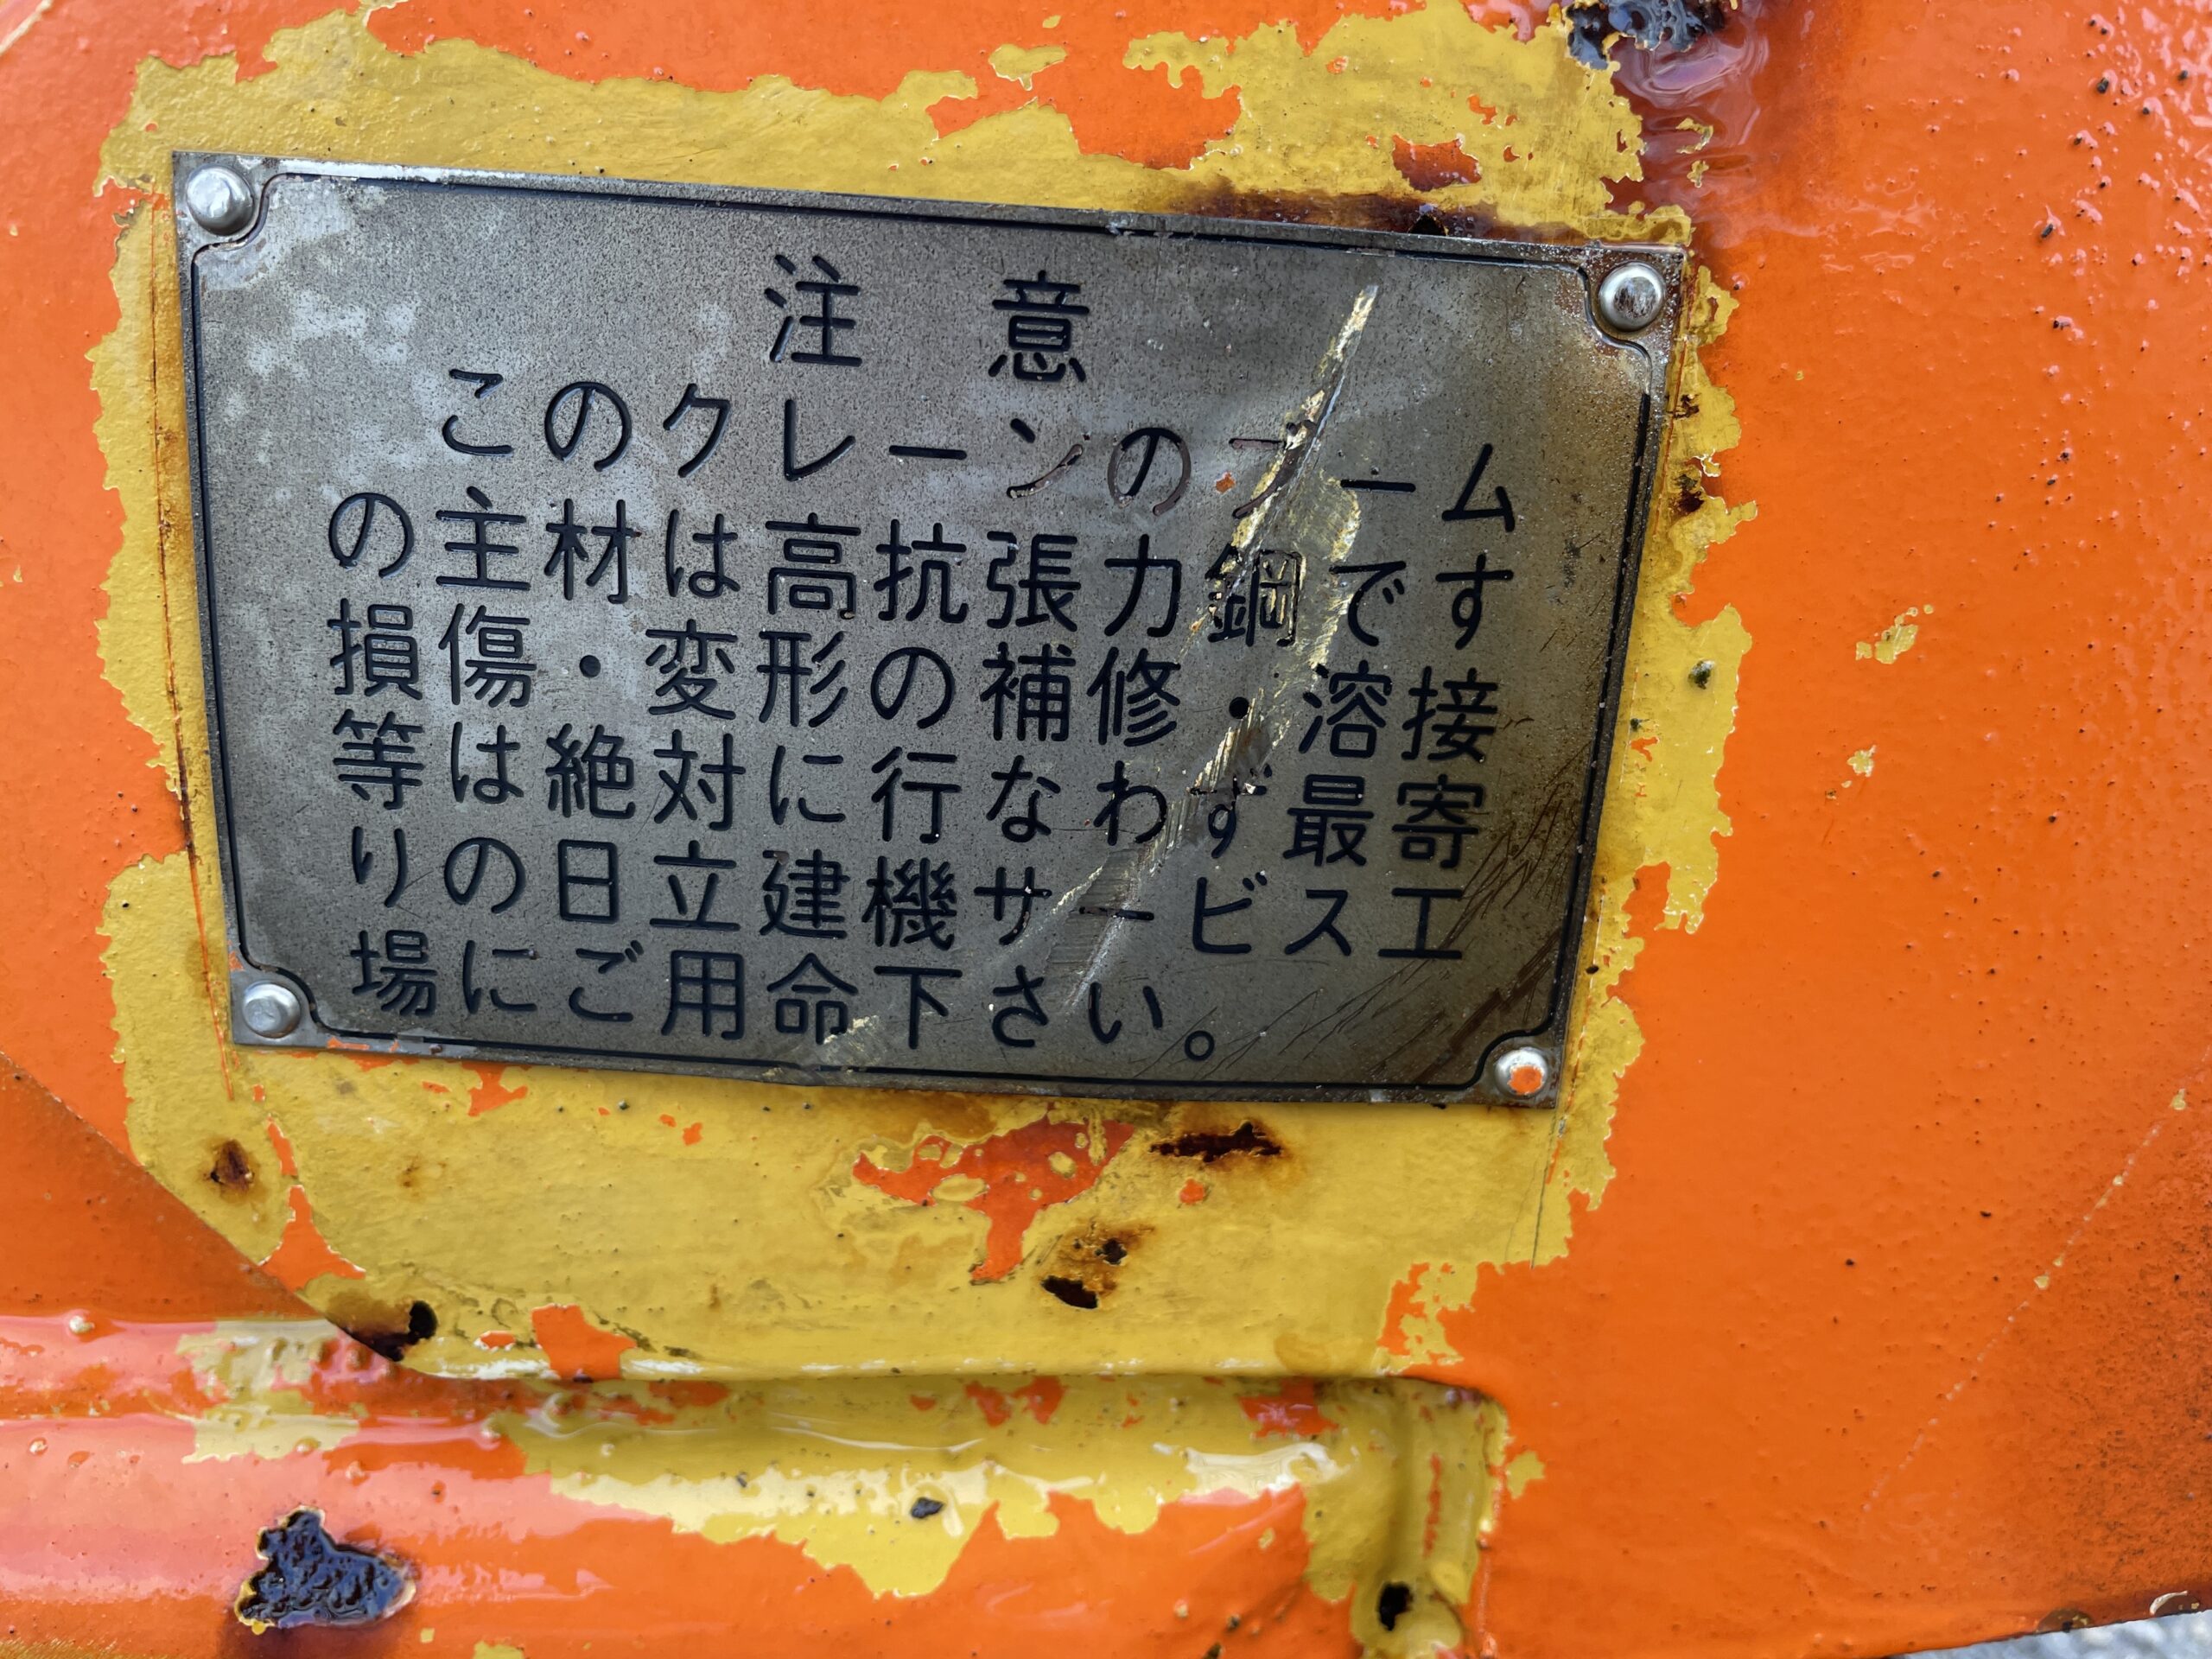 注 意
このクレーンのブーム
の主材は高抗張力鋼です
損傷・変形の補修・溶接
等は絶対に行なわず最寄
りの日立建機サービス工
場にご用命下さい。